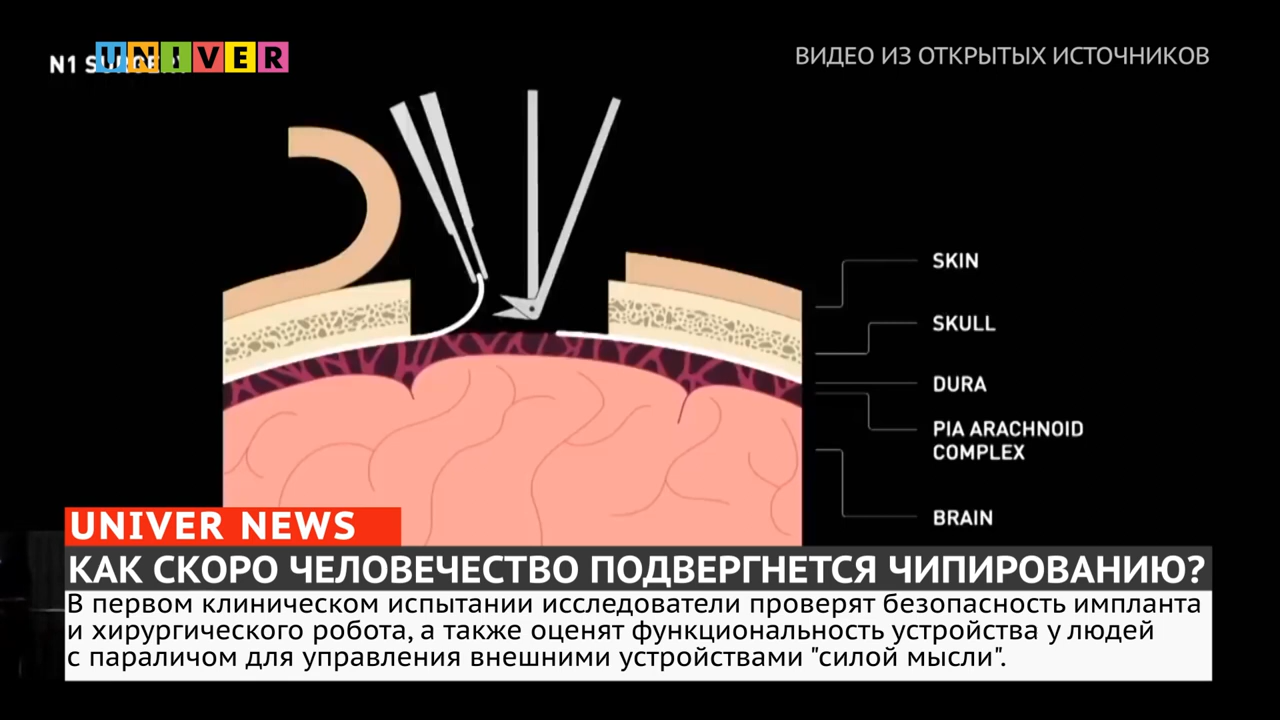 N1 SURGERY
UNIVER
ВИДЕО ИЗ ОТКРЫТЫХ ИСТОЧНИКОВ
SKIN
SKULL
DURA
PIA ARACHNOID
COMPLEX
BRAIN
UNIVER NEWS
КАК СКОРО ЧЕЛОВЕЧЕСТВО ПОДВЕРГНЕТСЯ ЧИПИРОВАНИЮ?
В первом клиническом испытании исследователи проверят безопасность импланта
и хирургического робота, а также оценят функциональность устройства у людей
с параличом для управления внешними устройствами "силой мысли".